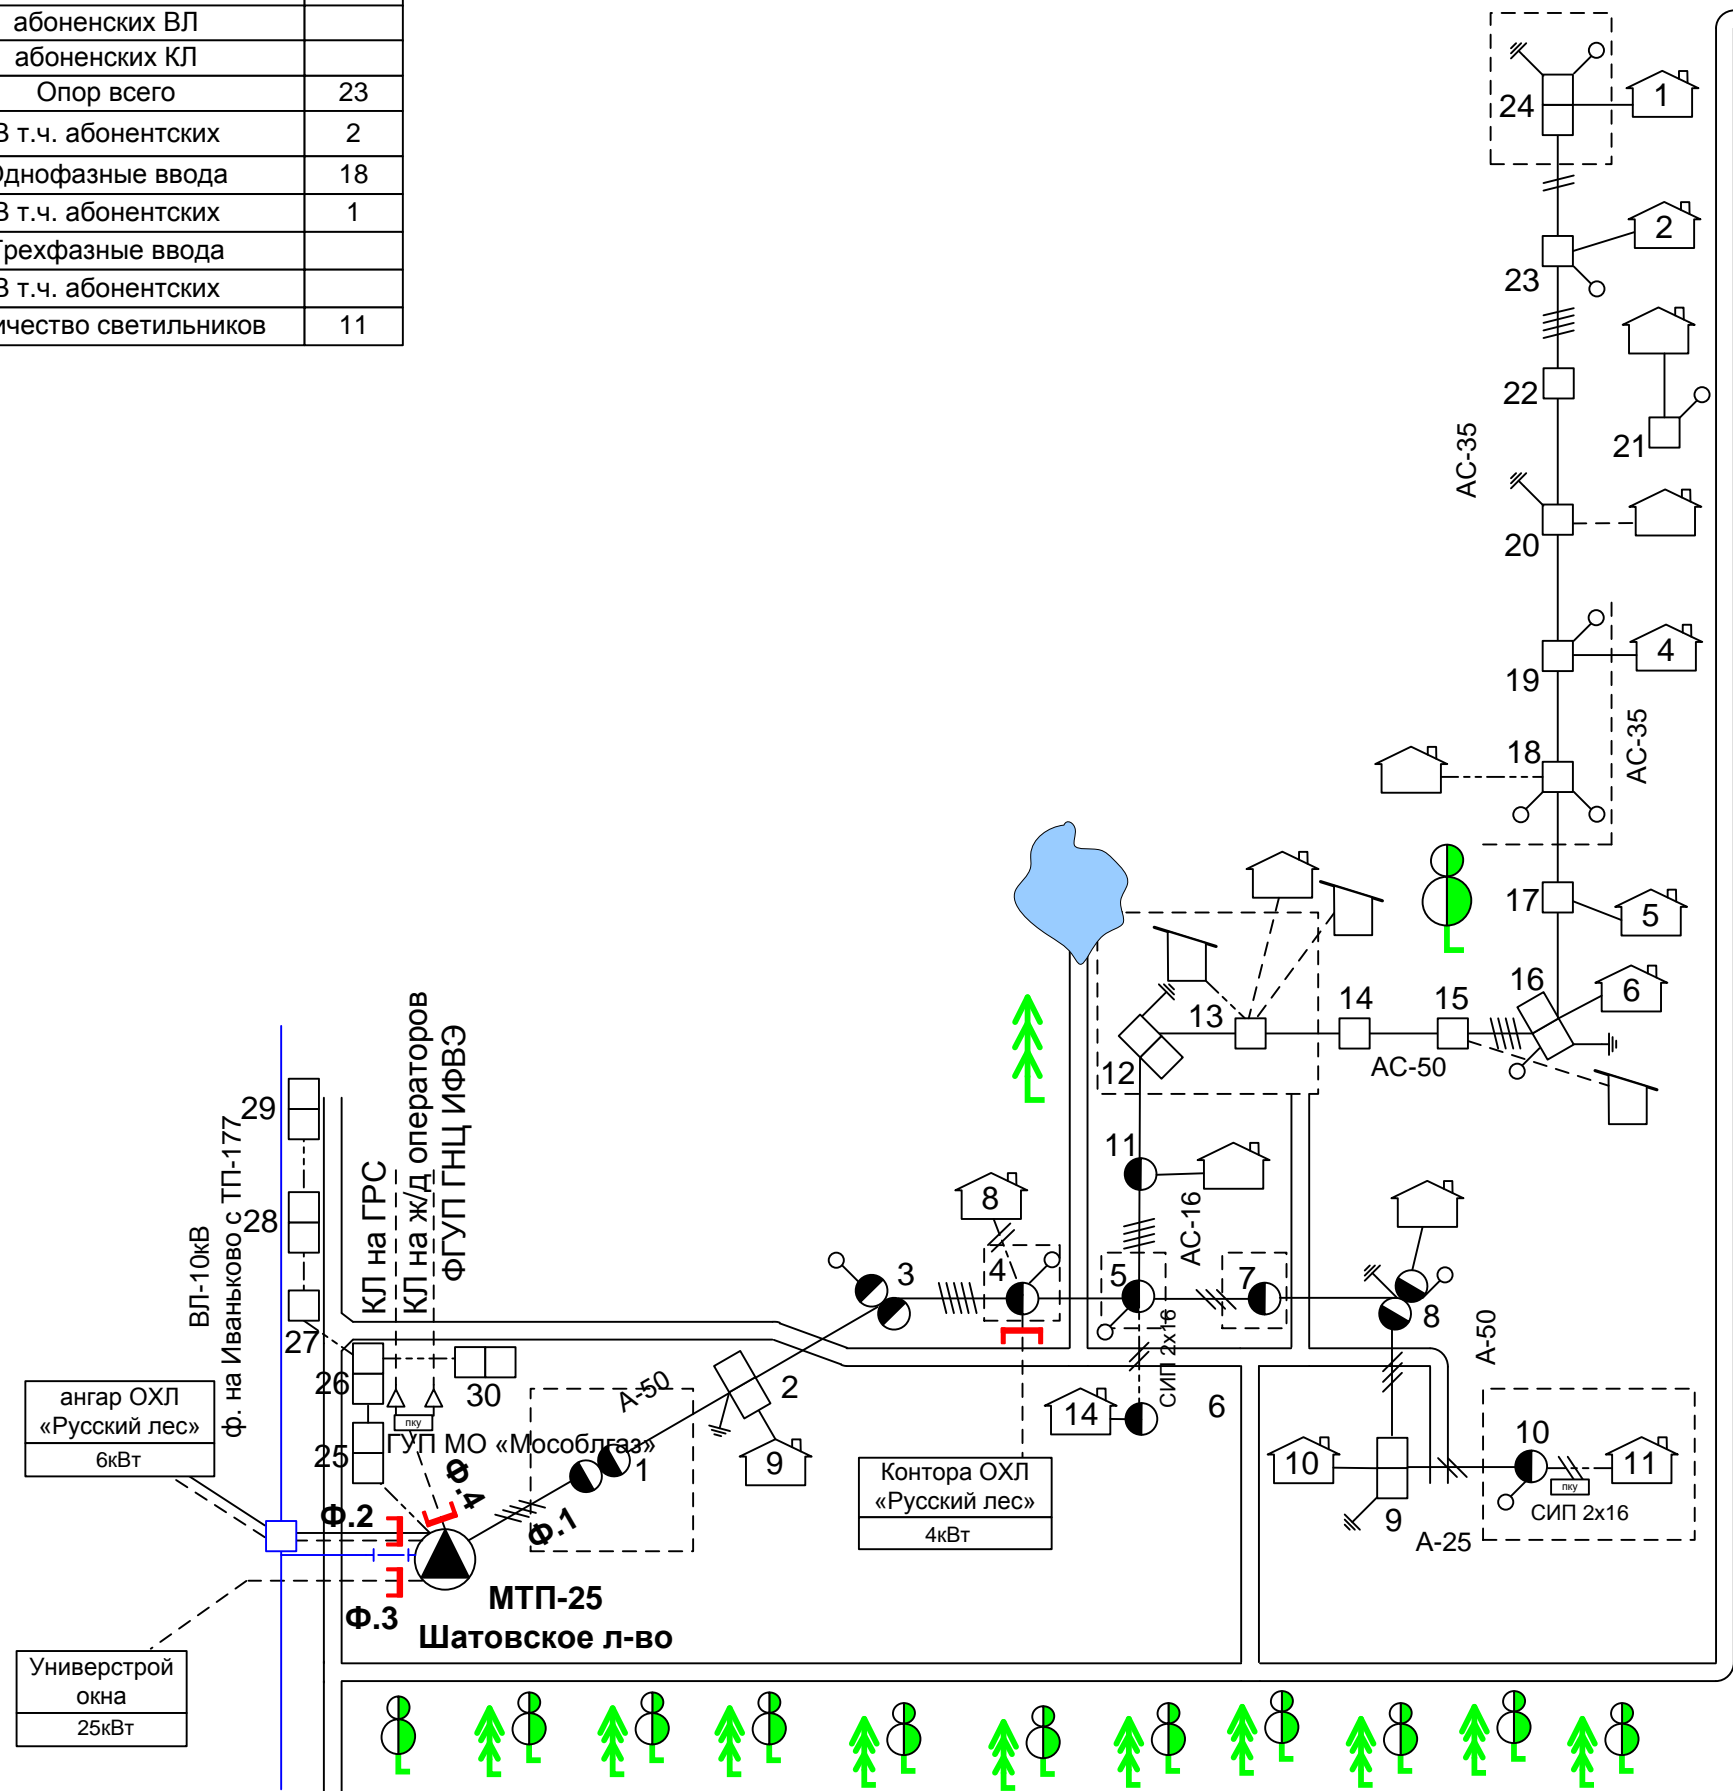 абоненских ВЛ
абоненских КЛ
Опор всего 23
т.ч. абонентских 2
вода 18
т.ч. абонентских 1
ввода
т.ч. абонентских
светильников 11
24
1
2
23
22
21
АС-35
20
19
4
18
АС-35
17
5
16
6
13
14
15
12
АС-50
11
АС-16
29
28
27
26
25
30
ВЛ-10кВ
ф. на Иваньково с ТП-177
КЛ на ГРС
КЛ на ж/д операторов
ФГУП ГНЦ ИФВЭ
8
3
4
5
7
8
А-50
СИП 2х16
6
14
2
А-50
9
1
пку
ГУП МО «Мособлгаз»
ангар ОХЛ
«Русский лес»
6кВт
Ф.2
Ф.4
Ф.1
Ф.3
МТП-25
Шатовское л-во
Контора ОХЛ
«Русский лес»
4кВт
10
9
А-25
10
11
пку
СИП 2х16
Универстрой
окна
25кВт